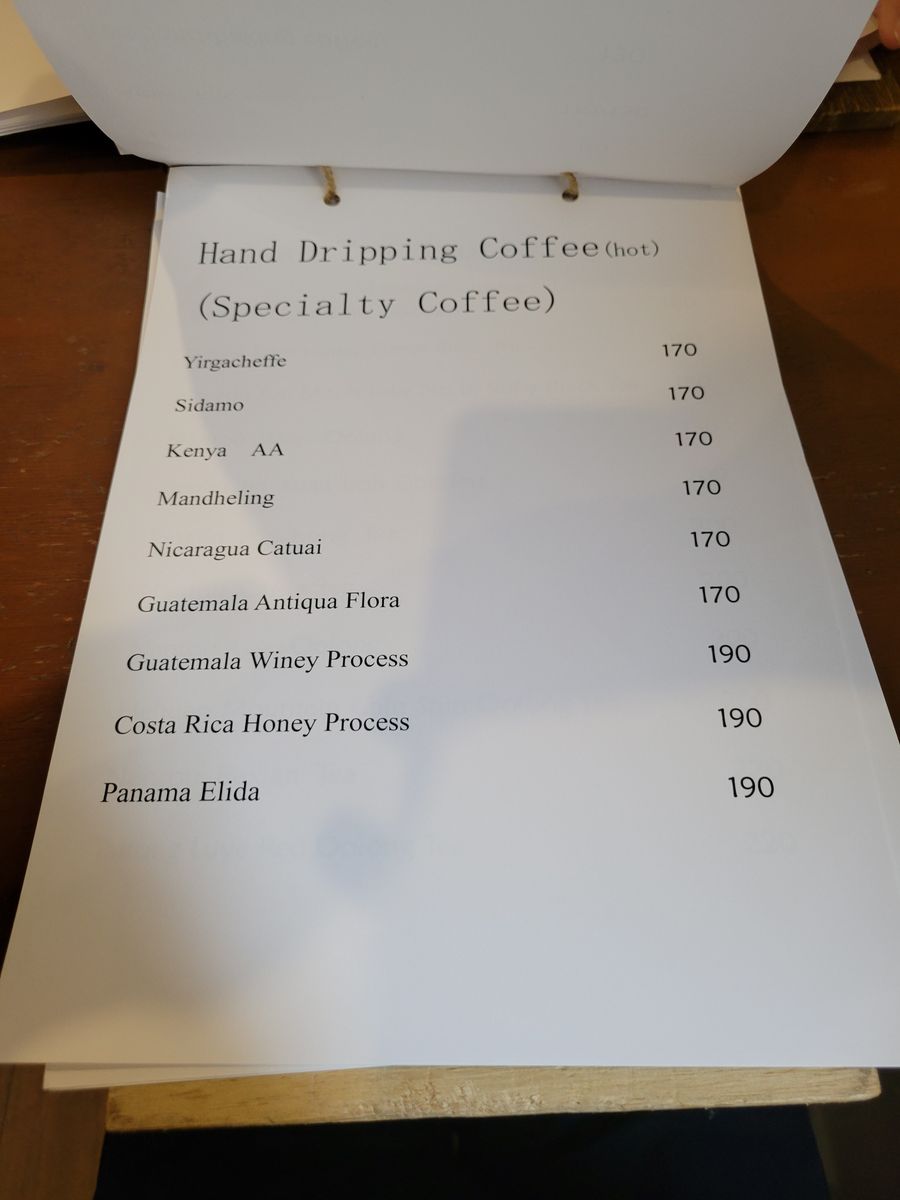 Hand Dripping Coffee(hot)
(Specialty Coffee)
Yirgacheffe 170
Sidamo 170
Kenya AA 170
Mandheling 170
Nicaragua Catuai 170
Guatemala Antiqua Flora 170
Guatemala Winey Process 190
Costa Rica Honey Process 190
Panama Elida 190